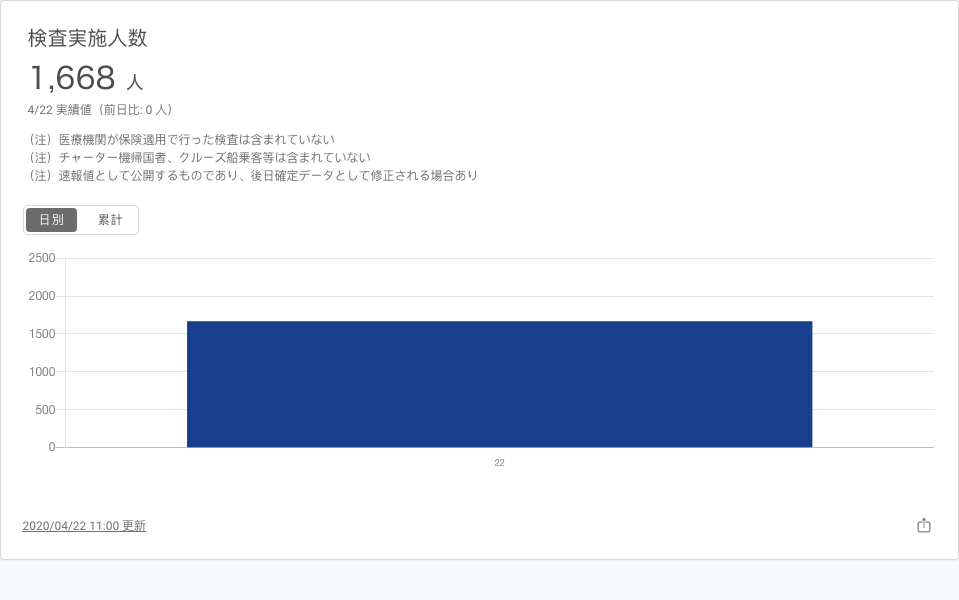 検査実施人数
1,668 人
4/22 実績値（前日比: 0 人）
（注）医療機関が保険適用で行った検査は含まれていない
（注）チャーター機帰国者、クルーズ船乗客等は含まれていない
（注）速報値として公開するものであり、後日確定データとして修正される場合あり
日別 累計
2500
2000
1500
1000
500
0
22
2020/04/22 11:00 更新